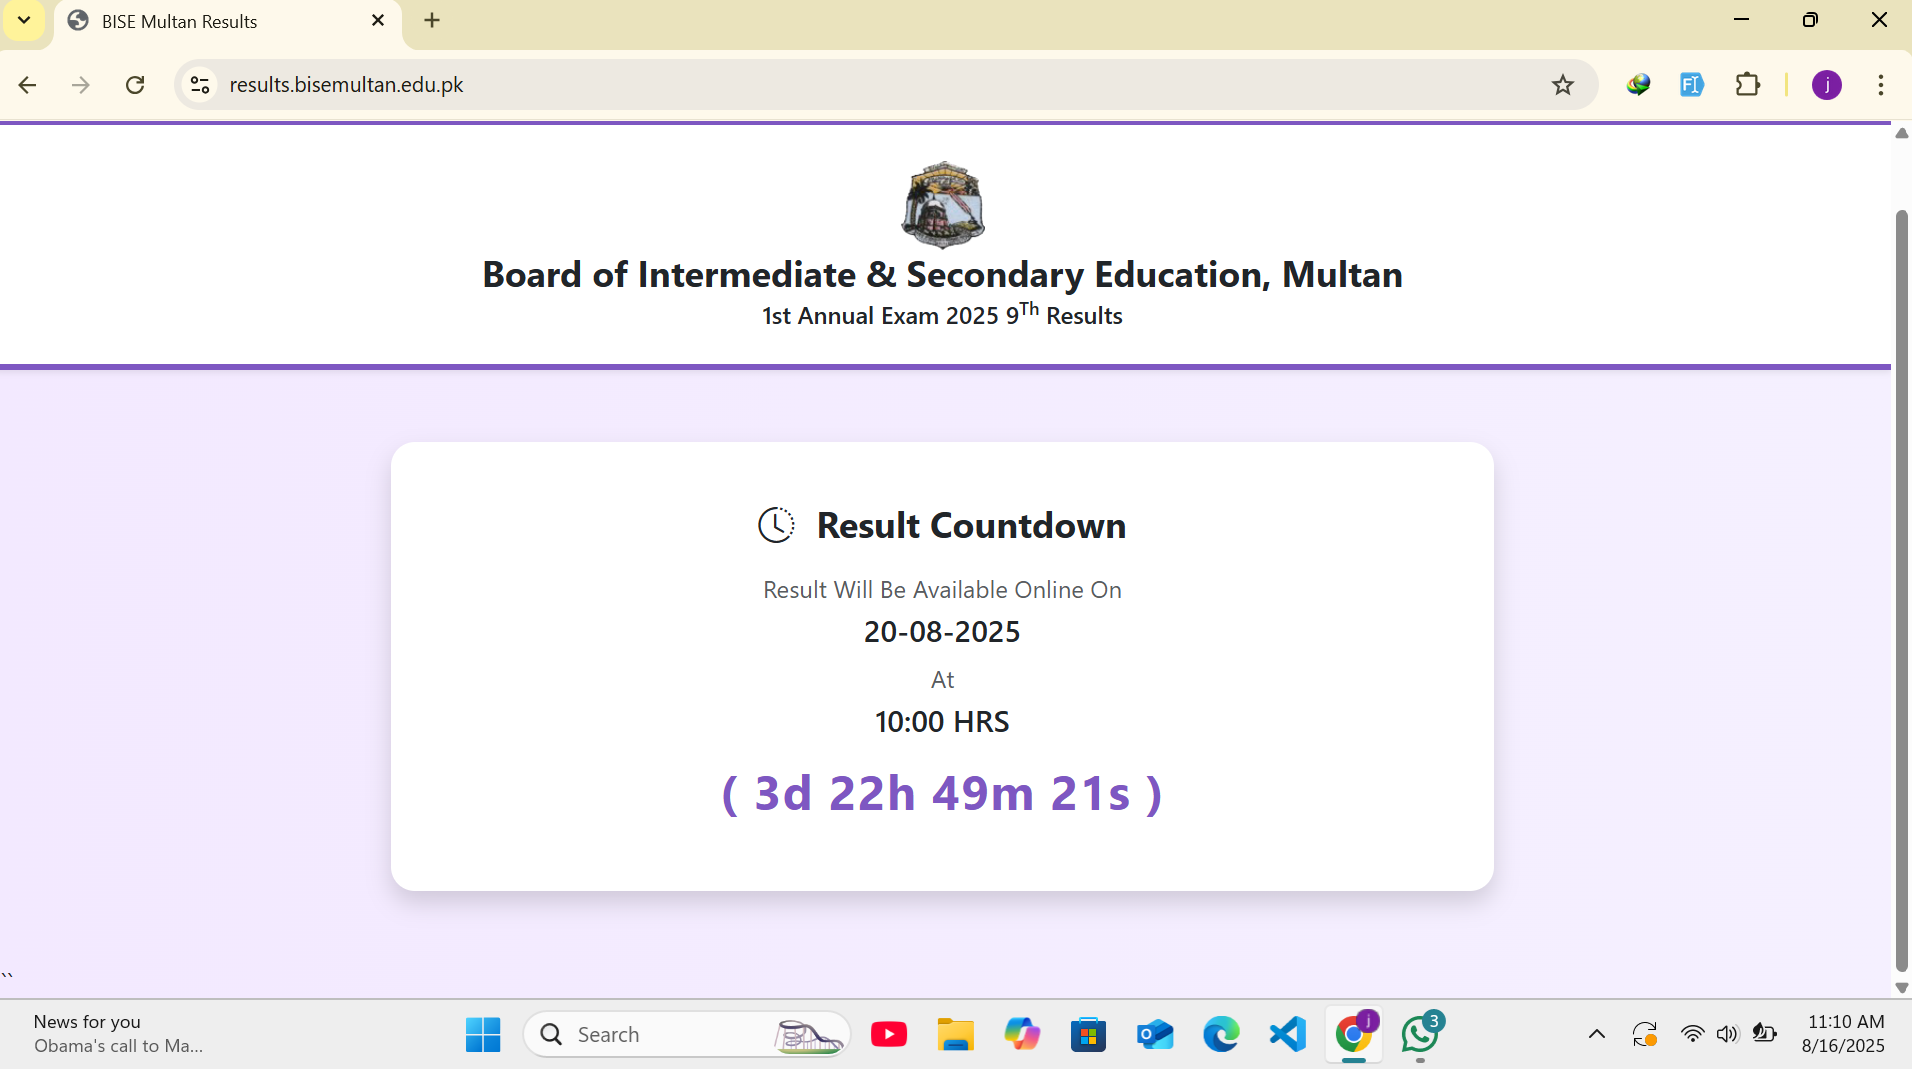 BISE Multan Results
results.bisemultan.edu.pk
j
Board of Intermediate & Secondary Education, Multan
1st Annual Exam 2025 9Th Results
Result Countdown
Result Will Be Available Online On
20-08-2025
At
10:00 HRS
( 3d 22h 49m 21s )
``
News for you
Obama's call to Ma...
Search
j
3
11:10 AM
8/16/2025